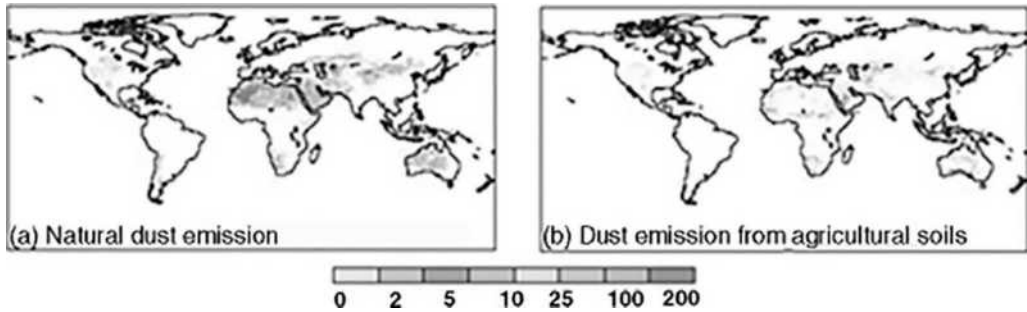 (a) Natural dust emission
(b) Dust emission from agricultural soils
0 2 5 10 25 100 200